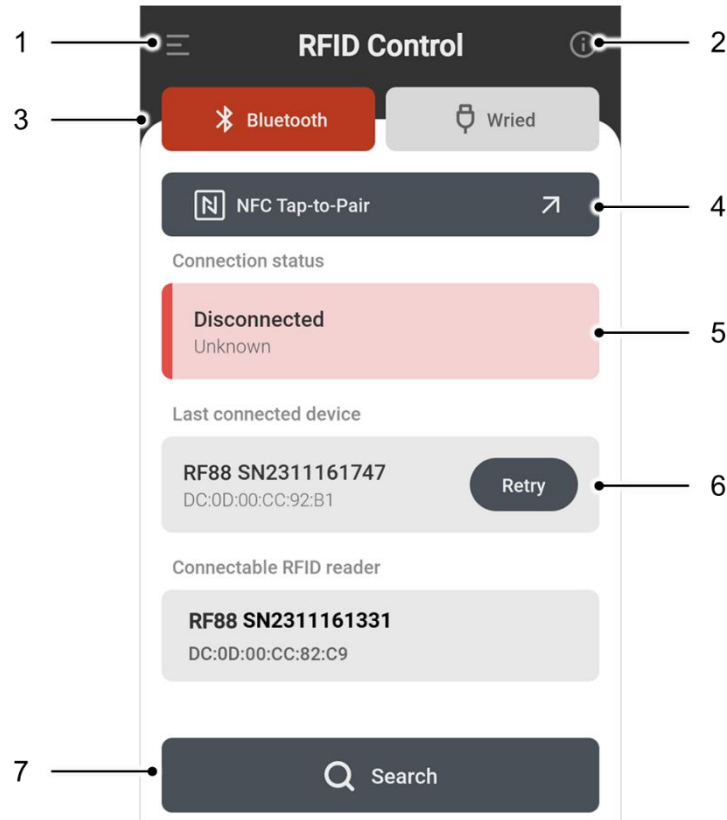 1
RFID Control
2
3
Bluetooth
Wried
NFC Tap-to-Pair
4
Connection status
Disconnected
Unknown
5
Last connected device
RF88 SN2311161747
DC:0D:00:CC:92:B1
Retry
6
Connectable RFID reader
RF88 SN2311161331
DC:0D:00:CC:82:C9
7
Search